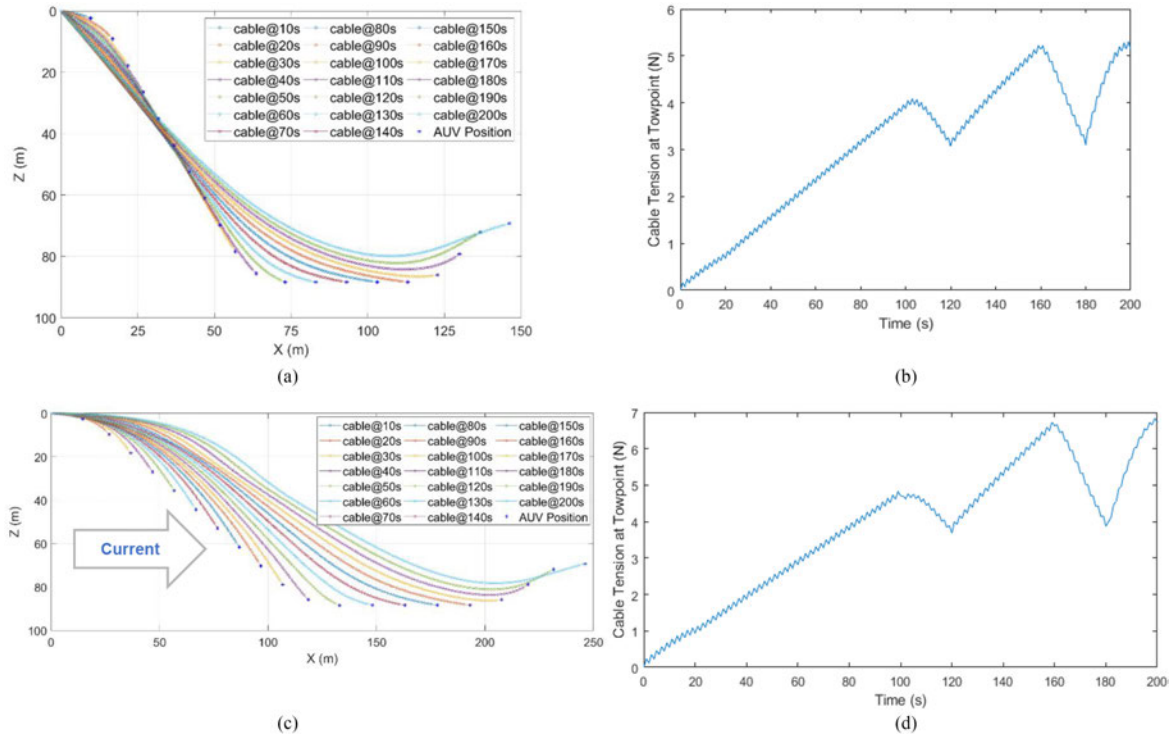 0
20
40
60
80
100
Z (m)
cable@10s cable@80s cable@150s
cable@20s cable@90s cable@160s
cable@30s cable@100s cable@170s
cable@40s cable@110s cable@180s
cable@50s cable@120s cable@190s
cable@60s cable@130s cable@200s
cable@70s cable@140s AUV Position
0 25 50 75 100 125 150
X (m)
(a)
6
5
4
3
2
1
0
Cable Tension at Towpoint (N)
0 20 40 60 80 100 120 140 160 180 200
Time (s)
(b)
0
20
40
60
80
100
Z (m)
cable@10s cable@80s cable@150s
cable@20s cable@90s cable@160s
cable@30s cable@100s cable@170s
cable@40s cable@110s cable@180s
cable@50s cable@120s cable@190s
cable@60s cable@130s cable@200s
cable@70s cable@140s AUV Position
Current
0 50 100 150 200 250
X (m)
(c)
7
6
5
4
3
2
1
0
Cable Tension at Towpoint (N)
0 20 40 60 80 100 120 140 160 180 200
Time (s)
(d)